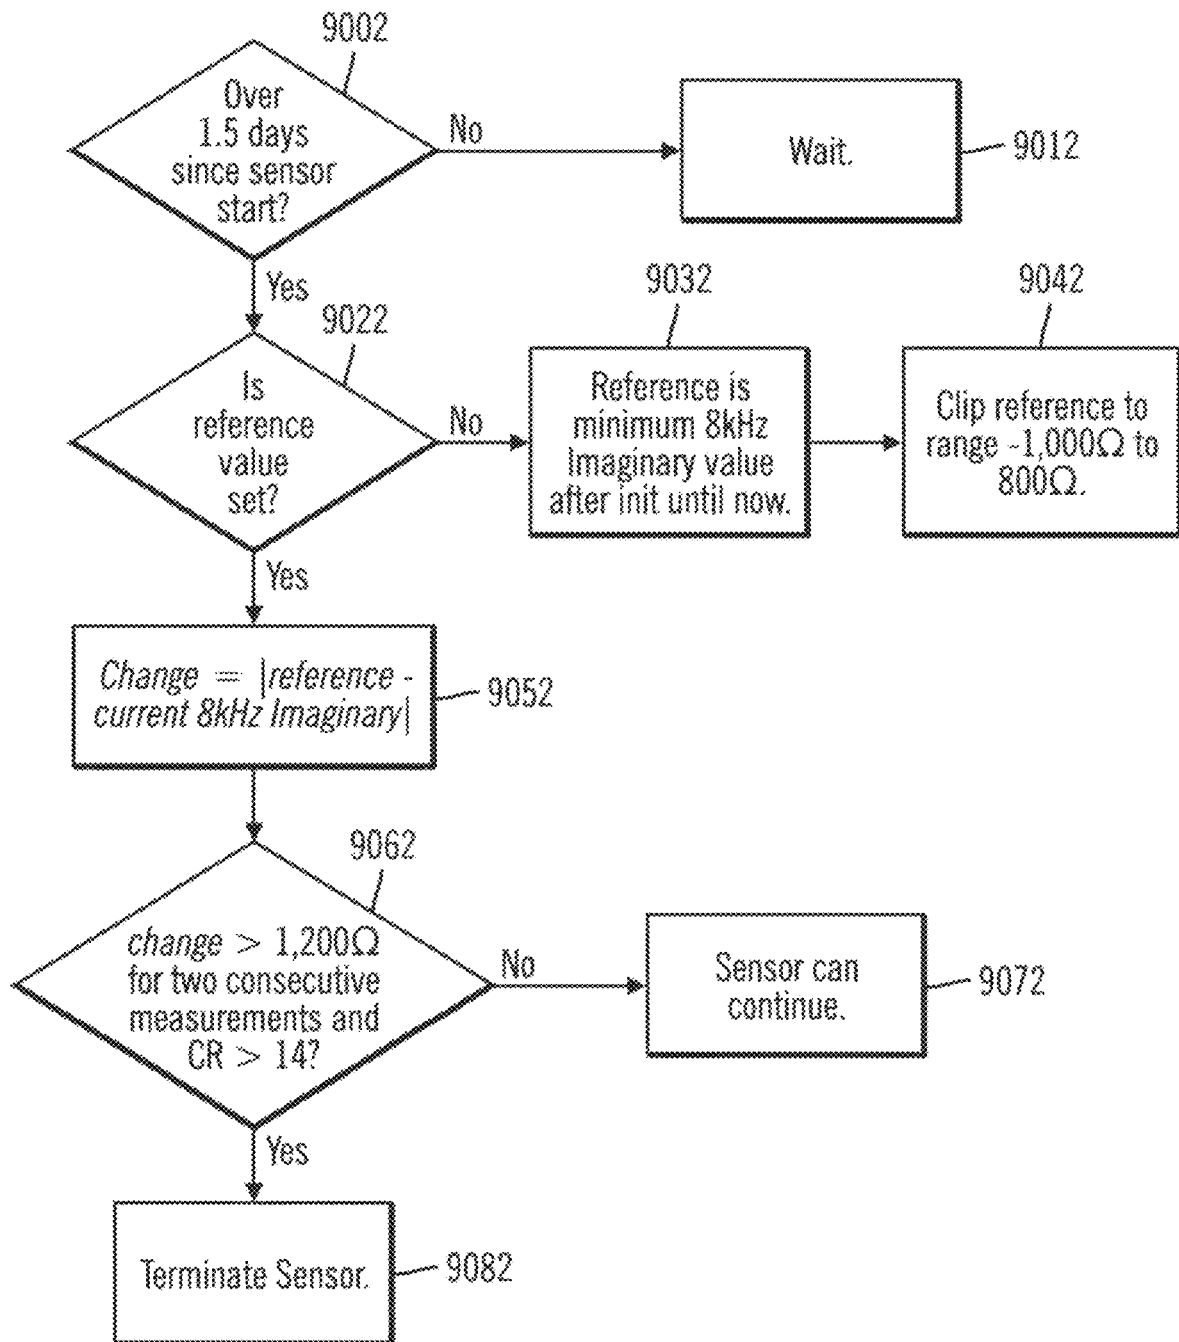 9002
Over
1.5 days
since sensor
start?
No
Wait.
9012
Yes
9022
Is
reference
value
set?
No
9032
Reference is
minimum 8kHz
Imaginary value
after init until now.
9042
Clip reference to
range -1,000Ω to
800Ω.
Yes
Change = |reference -
current 8kHz Imaginary|
9052
9062
change > 1,200Ω
for two consecutive
measurements and
CR > 14?
No
Sensor can
continue.
9072
Yes
Terminate Sensor.
9082